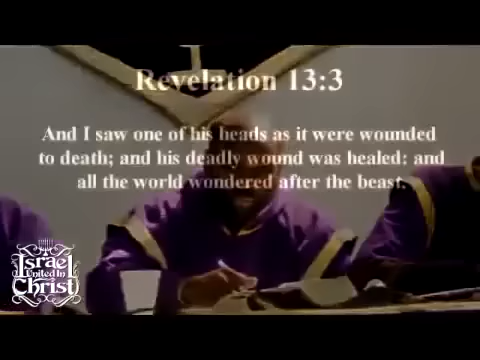 Revelation 13:3
And I saw one of his heads as it were wounded
to death; and his deadly wound was healed: and
all the world wondered after the beast.
Israel
United In
Christ